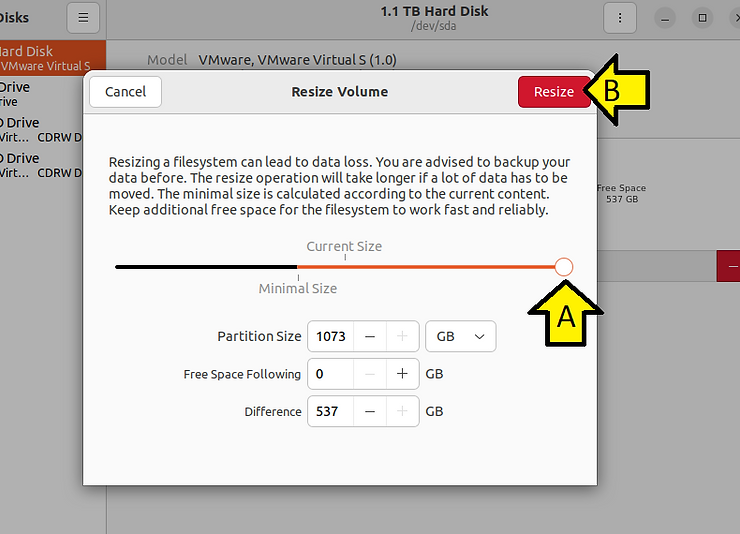 Disks
1.1 TB Hard Disk
/dev/sda
Hard Disk
VMware Virtual S
Drive
rive
Drive
Virt... CDRW D
Drive
Virt... CDRW D
Model VMware, VMware Virtual S (1.0)
Cancel
Resize Volume
Resize
B
Resizing a filesystem can lead to data loss. You are advised to backup your
data before. The resize operation will take longer if a lot of data has to be
moved. The minimal size is calculated according to the current content.
Keep additional free space for the filesystem to work fast and reliably.
Current Size
Minimal Size
A
Partition Size 1073 − + GB
Free Space Following 0 − + GB
Difference 537 − + GB
Free Space
537 GB